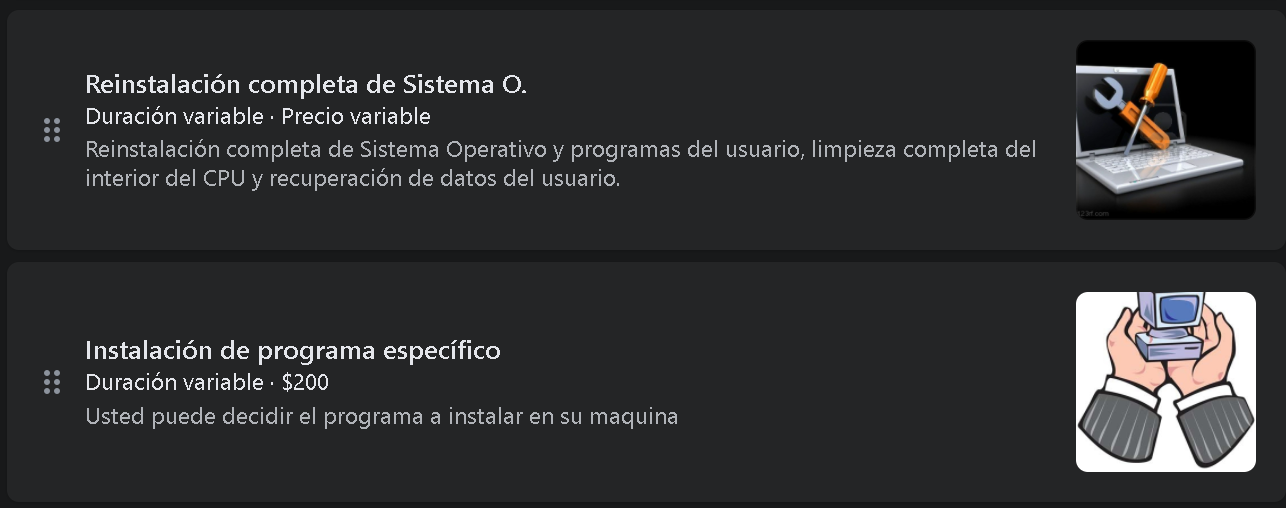 Reinstalación completa de Sistema O.
Duración variable · Precio variable
Reinstalación completa de Sistema Operativo y programas del usuario, limpieza completa del
interior del CPU y recuperación de datos del usuario.
123rf.com
Instalación de programa específico
Duración variable · $200
Usted puede decidir el programa a instalar en su maquina